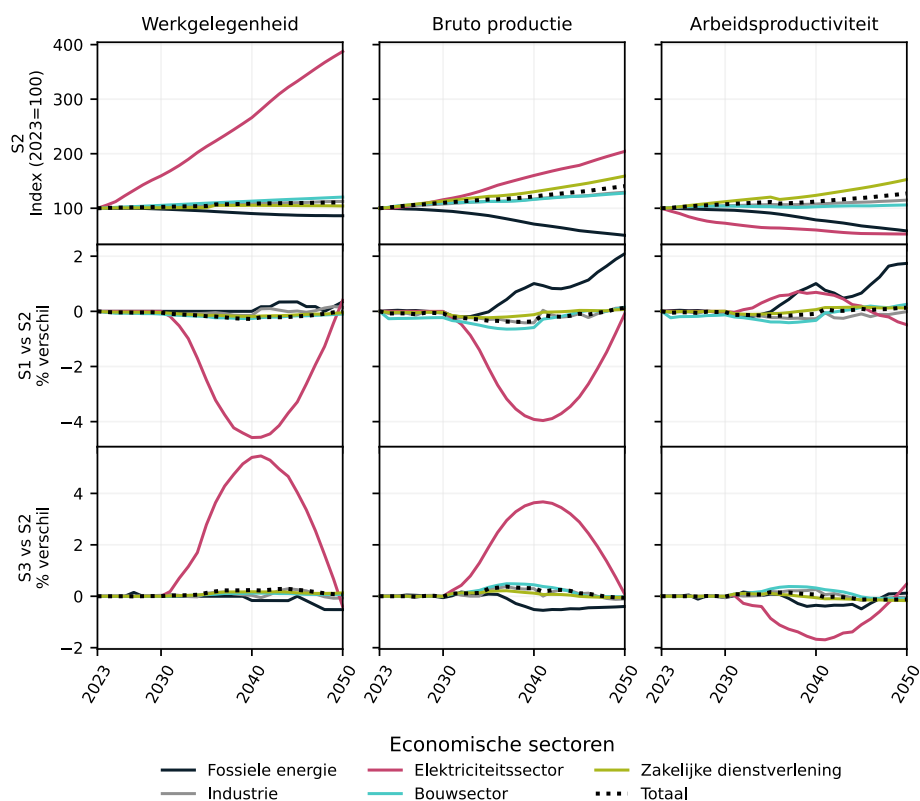 Werkgelegenheid Bruto productie Arbeidsproductiviteit
S2
Index (2023=100)
400
300
200
100
S1 vs S2
% verschil
2
0
−2
−4
S3 vs S2
% verschil
4
2
0
−2
2023 2030 2040 2050 2023 2030 2040 2050 2023 2030 2040 2050
Economische sectoren
Fossiele energie Elektriciteitssector Zakelijke dienstverlening
Industrie Bouwsector Totaal